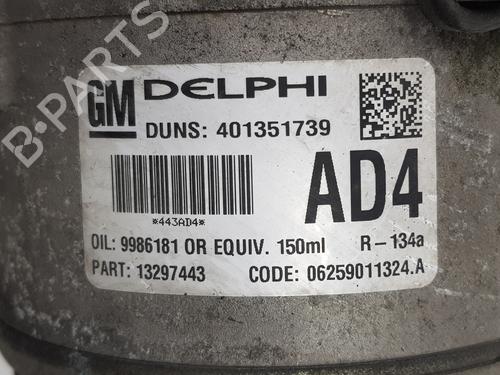 GM DELPHI
DUNS: 401351739
*443AD4*
AD4
OIL: 9986181 OR EQUIV. 150ml R-134a
PART: 13297443 CODE: 06259011324.A
B-PARTS